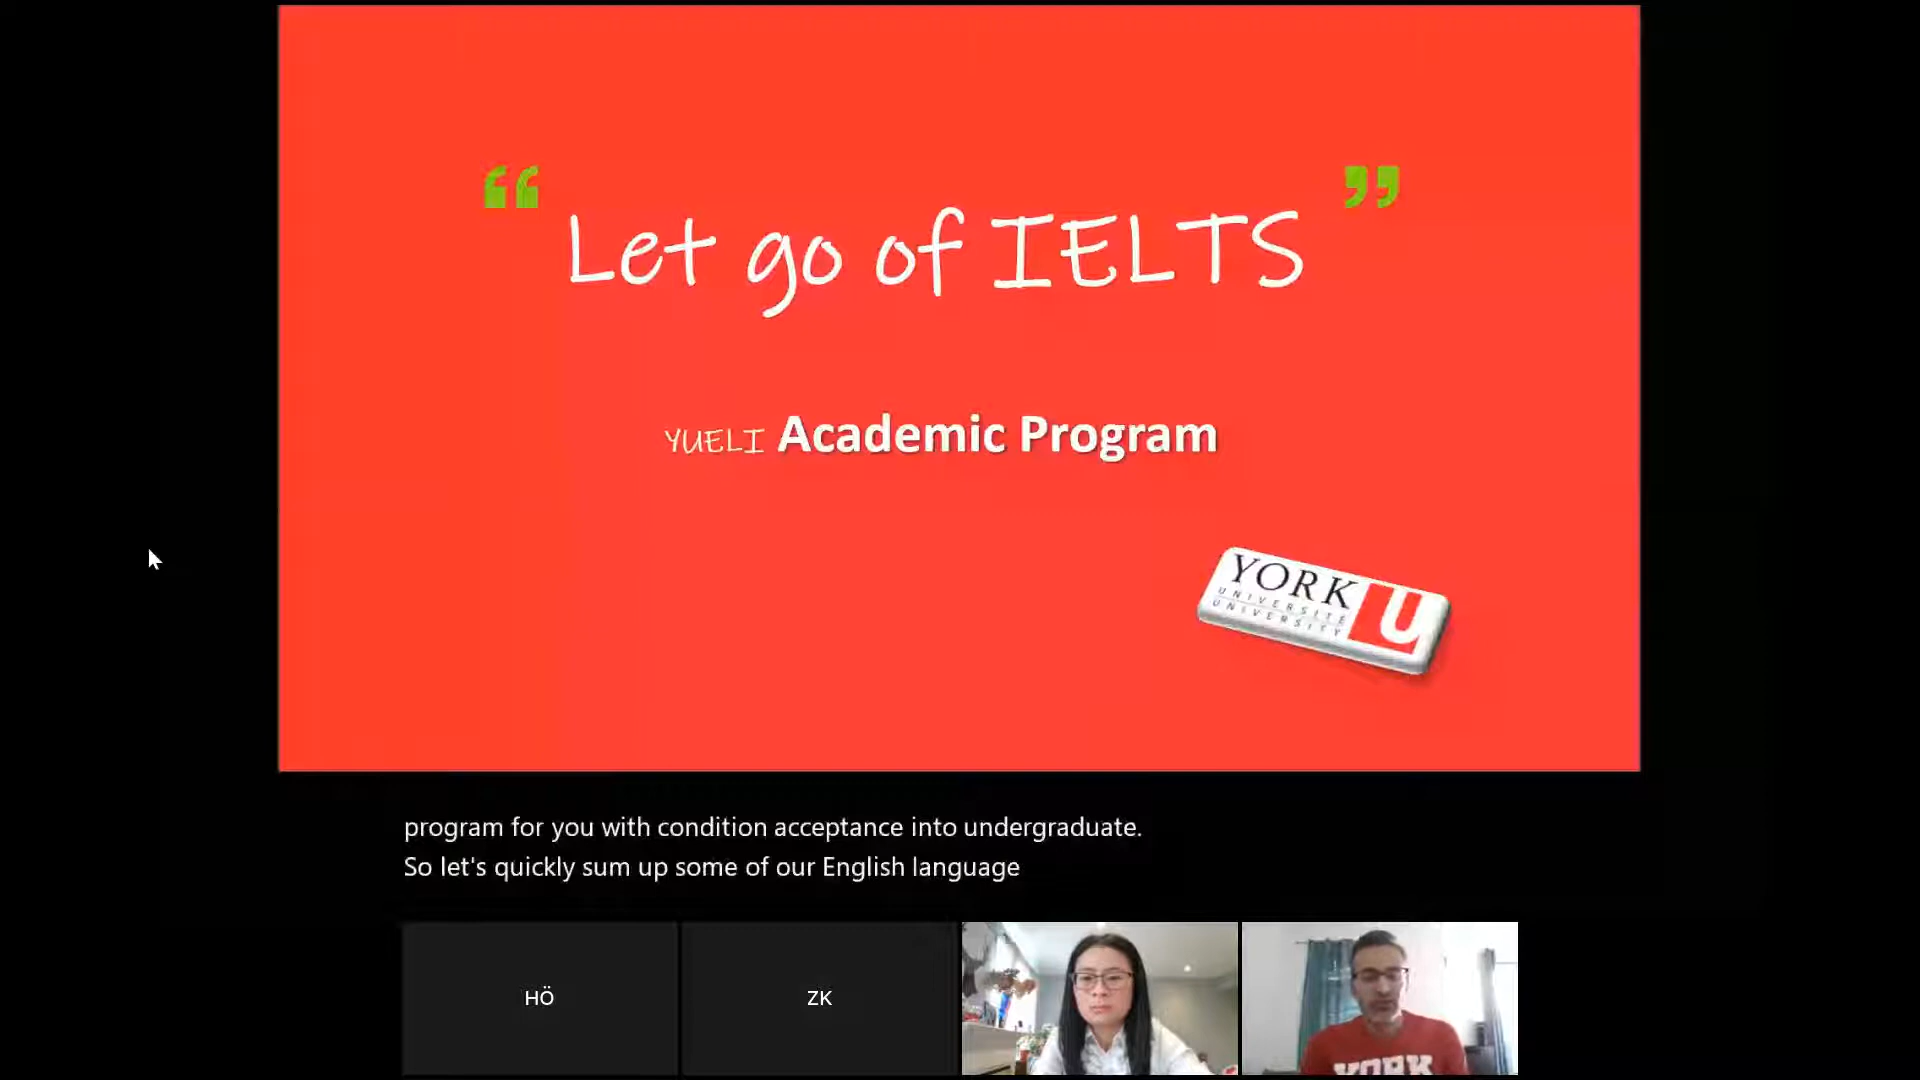 “ Let go of IELTS ”
YUELI Academic Program
YORK U
UNIVERSITÉ
UNIVERSITY
program for you with condition acceptance into undergraduate.
So let's quickly sum up some of our English language
HÖ
ZK
YORK